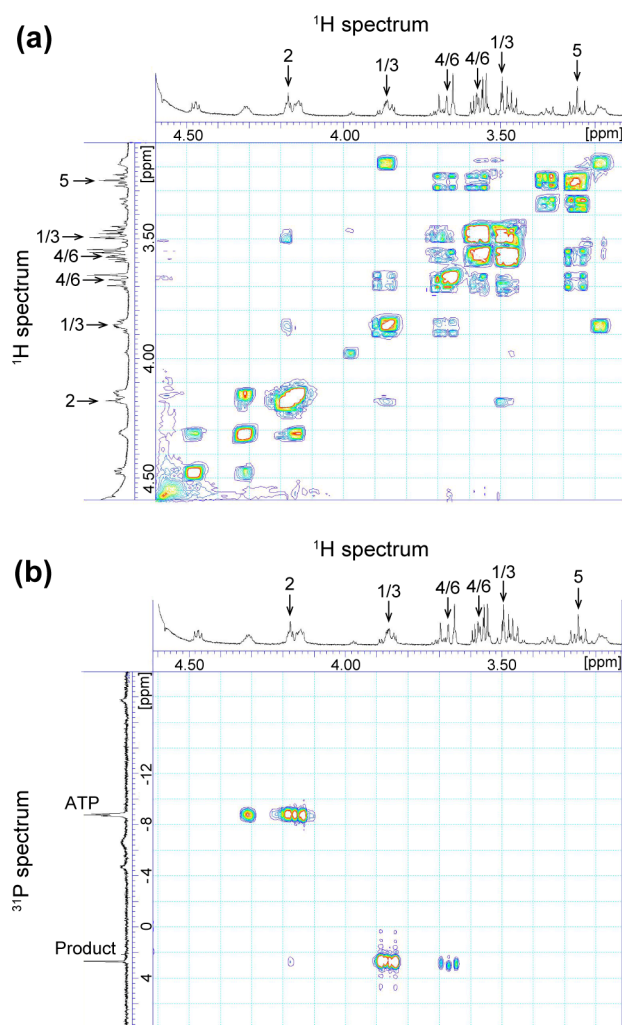 (a)
¹H spectrum
2
1/3
4/6
4/6
1/3
5
4.50
4.00
3.50
[ppm]
¹H spectrum
5
1/3
4/6
4/6
1/3
2
[ppm]
3.50
4.00
4.50
(b)
¹H spectrum
2
1/3
4/6
4/6
1/3
5
4.50
4.00
3.50
[ppm]
³¹P spectrum
ATP
Product
[ppm]
-12
-8
-4
0
4